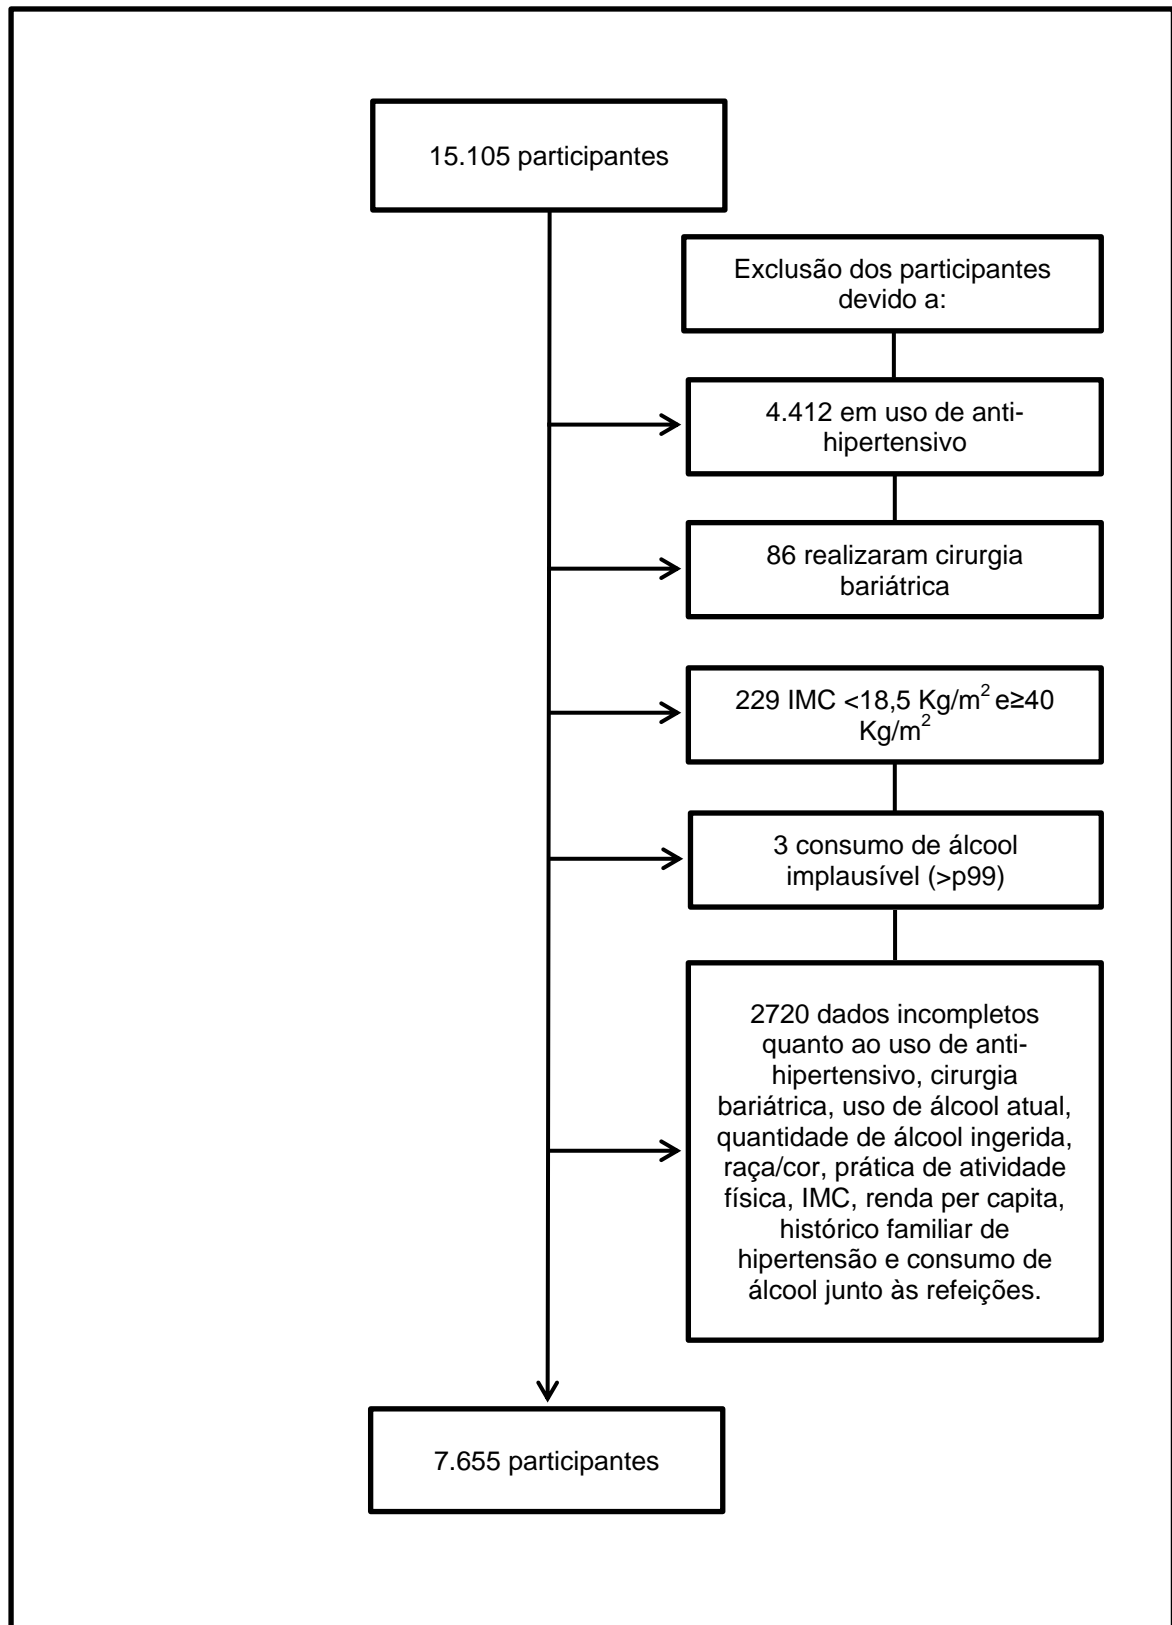 15.105 participantes
Exclusão dos participantes
devido a:
4.412 em uso de anti-
hipertensivo
86 realizaram cirurgia
bariátrica
229 IMC <18,5 Kg/m² e≥40
Kg/m²
3 consumo de álcool
implausível (>p99)
2720 dados incompletos
quanto ao uso de anti-
hipertensivo, cirurgia
bariátrica, uso de álcool atual,
quantidade de álcool ingerida,
raça/cor, prática de atividade
física, IMC, renda per capita,
histórico familiar de
hipertensão e consumo de
álcool junto às refeições.
7.655 participantes